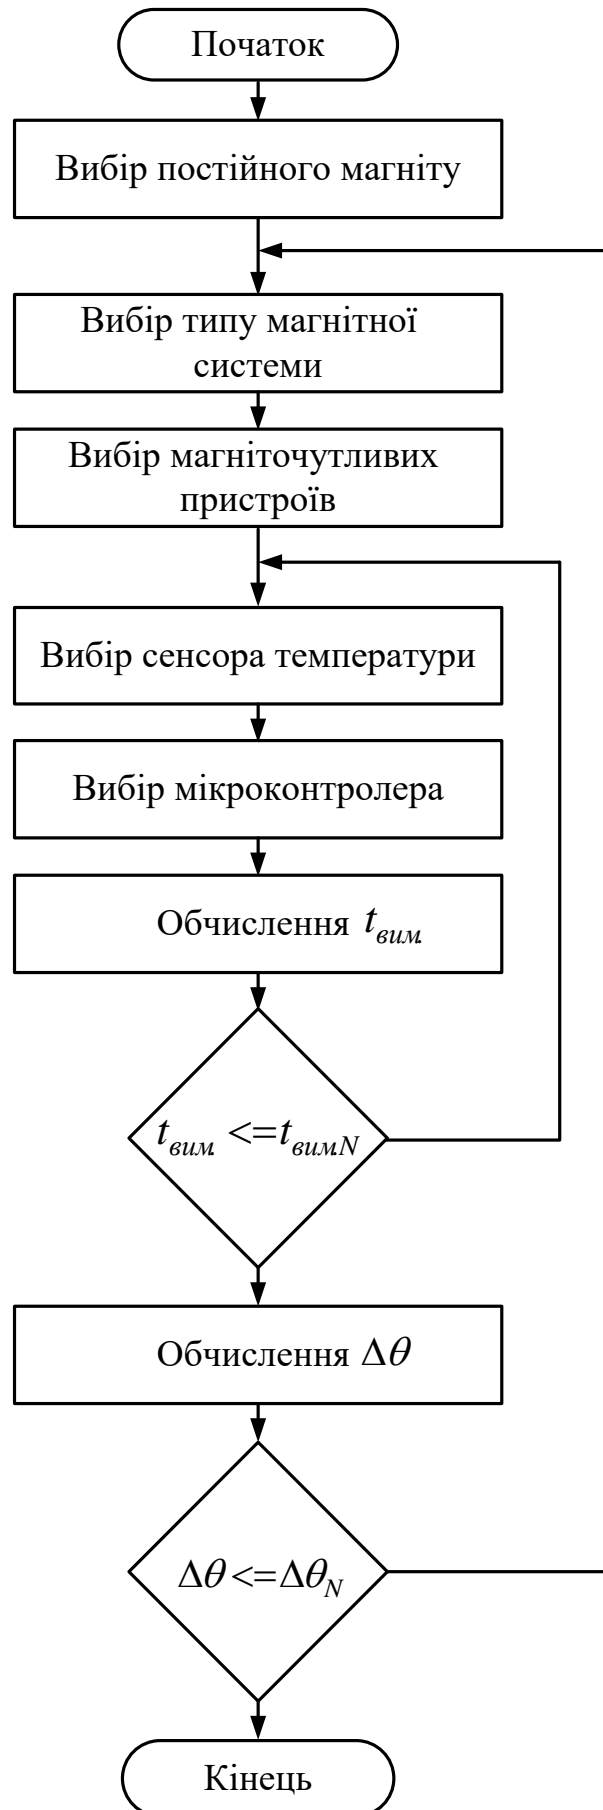 Початок
Вибір постійного магніту
Вибір типу магнітної
системи
Вибір магніточутливих
пристроїв
Вибір сенсора температури
Вибір мікроконтролера
Обчислення t_вим.
t_вим. <= t_вим.N
Обчислення Δθ
Δθ <= Δθ_N
Кінець